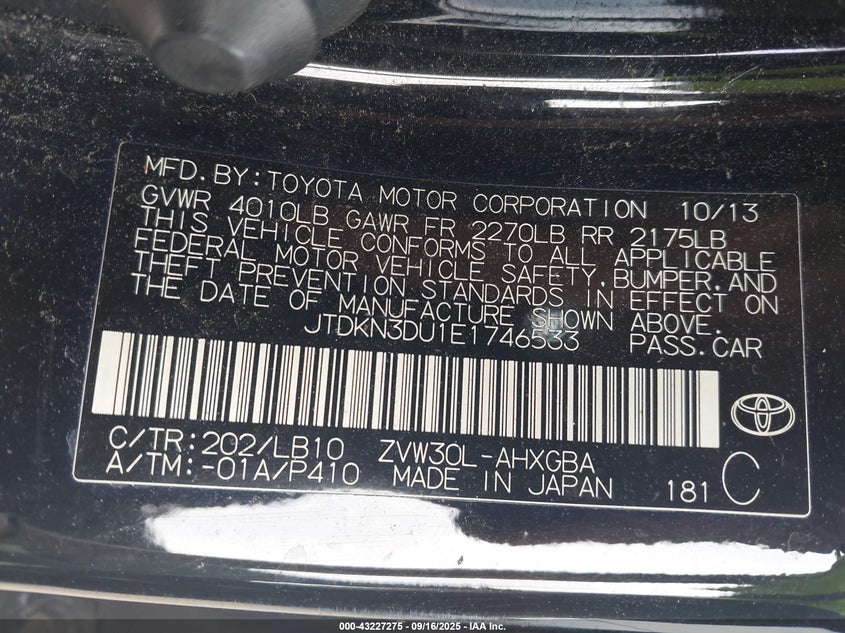 MFD. BY: TOYOTA MOTOR CORPORATION 10/13
GVWR 4010LB GAWR FR 2270LB RR 2175LB
THIS VEHICLE CONFORMS TO ALL APPLICABLE
FEDERAL MOTOR VEHICLE SAFETY, BUMPER, AND
THEFT PREVENTION STANDARDS IN EFFECT ON
THE DATE OF MANUFACTURE SHOWN ABOVE.
JTDKN3DU1E1746533 PASS. CAR
C/TR: 202/LB10 ZVW30L-AHXGBA
A/TM: -01A/P410 MADE IN JAPAN 181 C
000-43227275 - 09/16/2025 - IAA Inc.